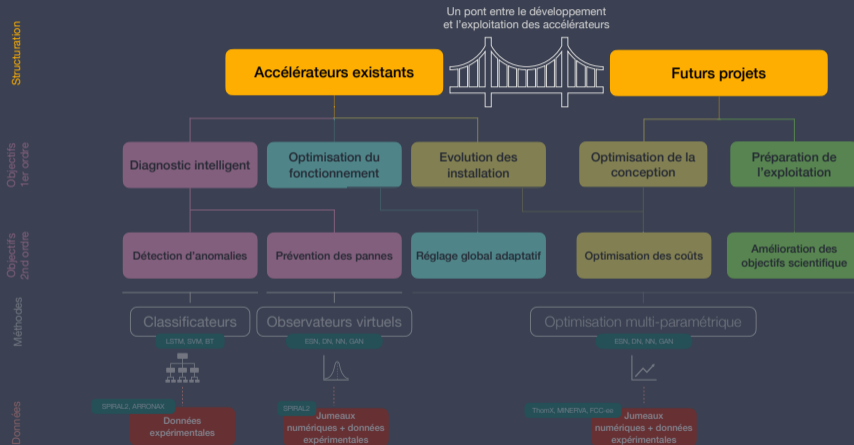 Un pont entre le développement
et l'exploitation des accélérateurs
Structuration
Accélérateurs existants
Futurs projets
Objectifs
1er ordre
Diagnostic intelligent
Optimisation du
fonctionnement
Evolution des
installation
Optimisation de la
conception
Préparation de
l'exploitation
Objectifs
2nd ordre
Détection d'anomalies
Prévention des pannes
Réglage global adaptatif
Optimisation des coûts
Amélioration des
objectifs scientifique
Méthodes
Classificateurs
Observateurs virtuels
Optimisation multi-paramétrique
LSTM, SVM, BT
ESN, DN, NN, GAN
ESN, DN, NN, GAN
Données
SPIRAL2, ARRONAX
Données
expérimentales
SPIRAL2
Jumeaux
numériques + données
expérimentales
ThomX, MINERVA, FCC-ee
Jumeaux
numériques + données
expérimentales